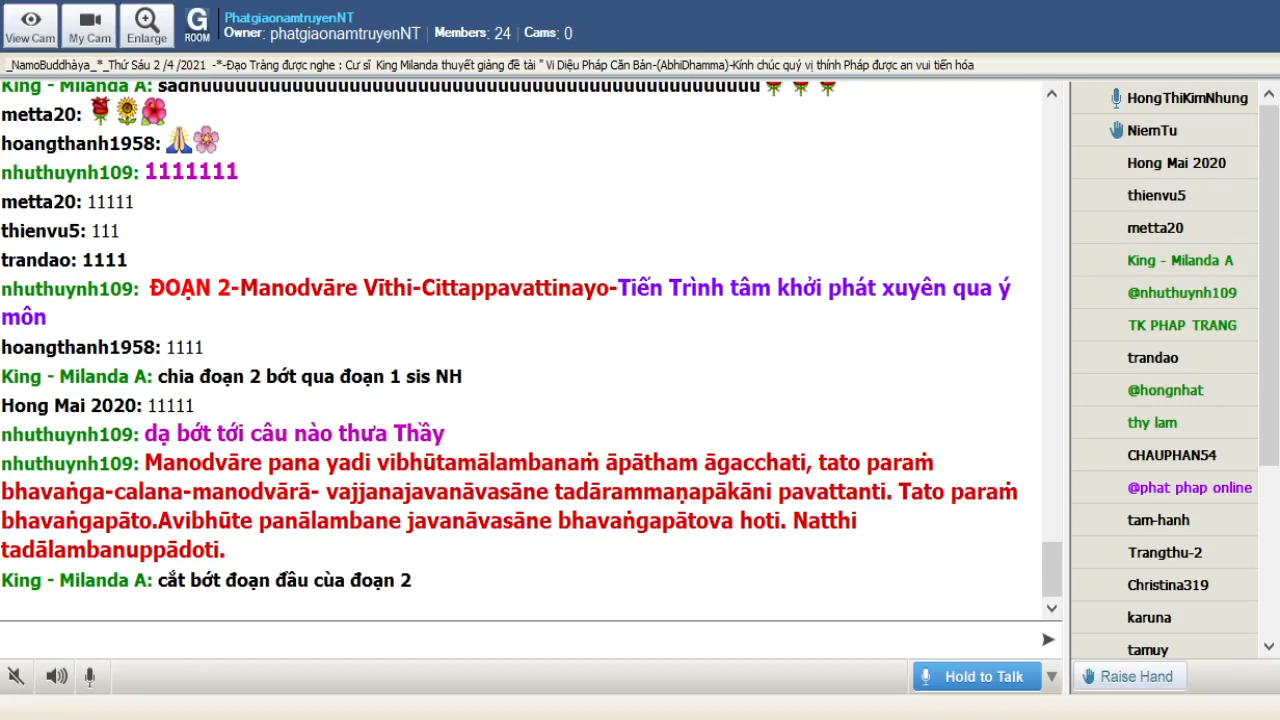 View Cam
My Cam
Enlarge
G
ROOM
PhatgiaonamtruyenNT
Owner: phatgiaonamtruyenNT | Members: 24 | Cams: 0
_NamoBuddhàya_*_Thứ Sáu 2 /4 /2021 -*-Đạo Tràng được nghe : Cư sĩ King Milanda thuyết giảng đề tài " Vi Diệu Pháp Căn Bản-(AbhiDhamma)-Kính chúc quý vị thính Pháp được an vui tiến hóa
metta20:
hoangthanh1958:
nhuthuynh109: 1111111
metta20: 11111
thienvu5: 111
trandao: 1111
nhuthuynh109: ĐOẠN 2-Manodvāre Vīthi-Cittappavattinayo-Tiến Trình tâm khởi phát xuyên qua ý
môn
hoangthanh1958: 1111
King - Milanda A: chia đoạn 2 bớt qua đoạn 1 sis NH
Hong Mai 2020: 11111
nhuthuynh109: dạ bớt tới câu nào thưa Thầy
nhuthuynh109: Manodvāre pana yadi vibhūtamālambanaṁ āpātham āgacchati, tato paraṁ
bhavaṅga-calana-manodvārā- vajjanajavanāvasāne tadārammaṇapākāni pavattanti. Tato paraṁ
bhavaṅgapāto.Avibhūte panālambane javanāvasāne bhavaṅgapātova hoti. Natthi
tadālambanuppādoti.
King - Milanda A: cắt bớt đoạn đầu cùa đoạn 2
Hold to Talk
HongThiKimNhung
NiemTu
Hong Mai 2020
thienvu5
metta20
King - Milanda A
@nhuthuynh109
TK PHAP TRANG
trandao
@hongnhat
thy lam
CHAUPHAN54
@phat phap online
tam-hanh
Trangthu-2
Christina319
karuna
tamuy
Raise Hand